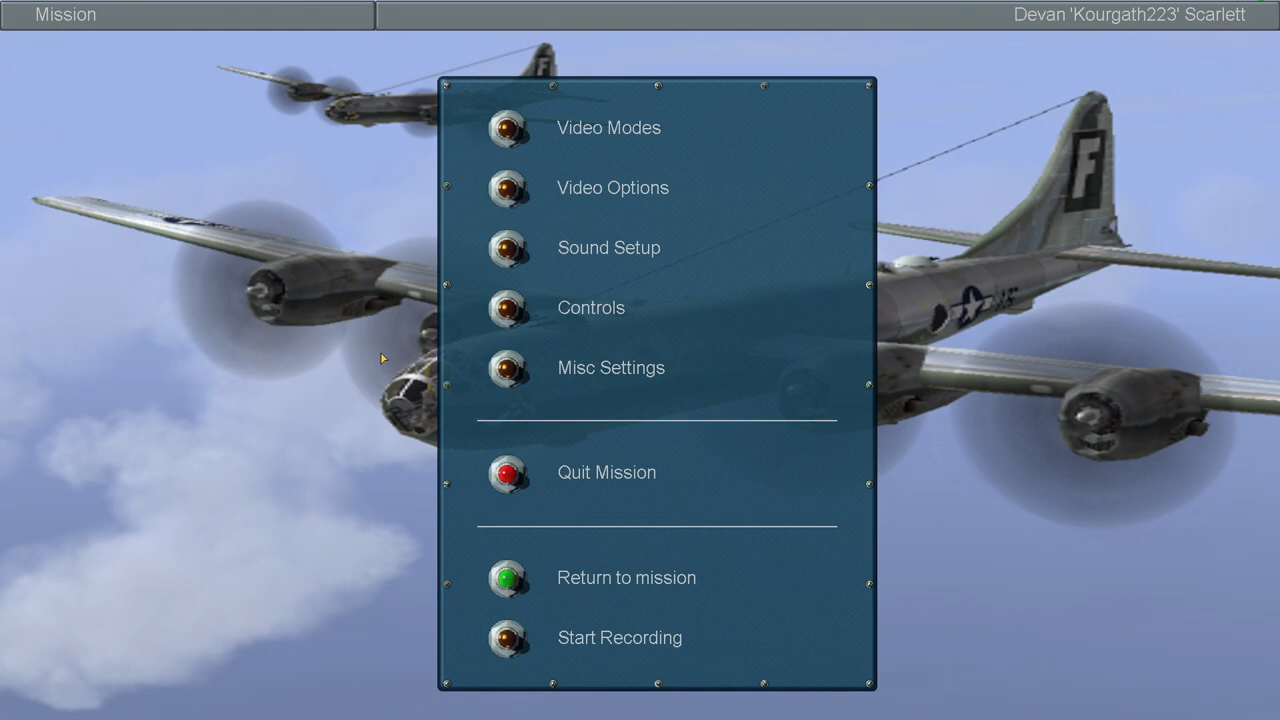 Mission
Devan 'Kourgath223' Scarlett
F
F
Video Modes
Video Options
Sound Setup
Controls
Misc Settings
Quit Mission
Return to mission
Start Recording